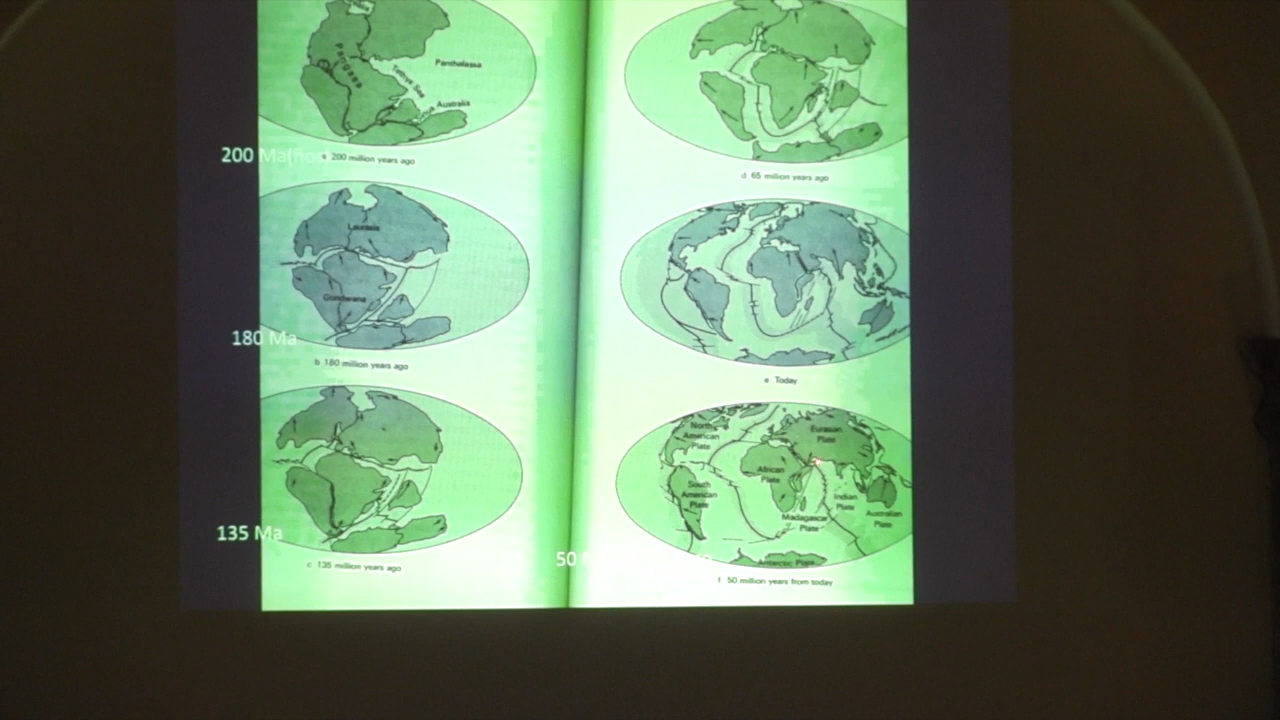 Pangaea
Panthalassa
Tethys Sea
Australia
200 Ma
a 200 million years ago
d 65 million years ago
Laurasia
Gondwana
180 Ma
b 180 million years ago
e Today
North
American
Plate
Eurasian
Plate
African
Plate
South
American
Plate
Indian
Plate
Madagascar
Plate
Australian
Plate
Antarctic Plate
135 Ma
c 135 million years ago
50
f 50 million years from today